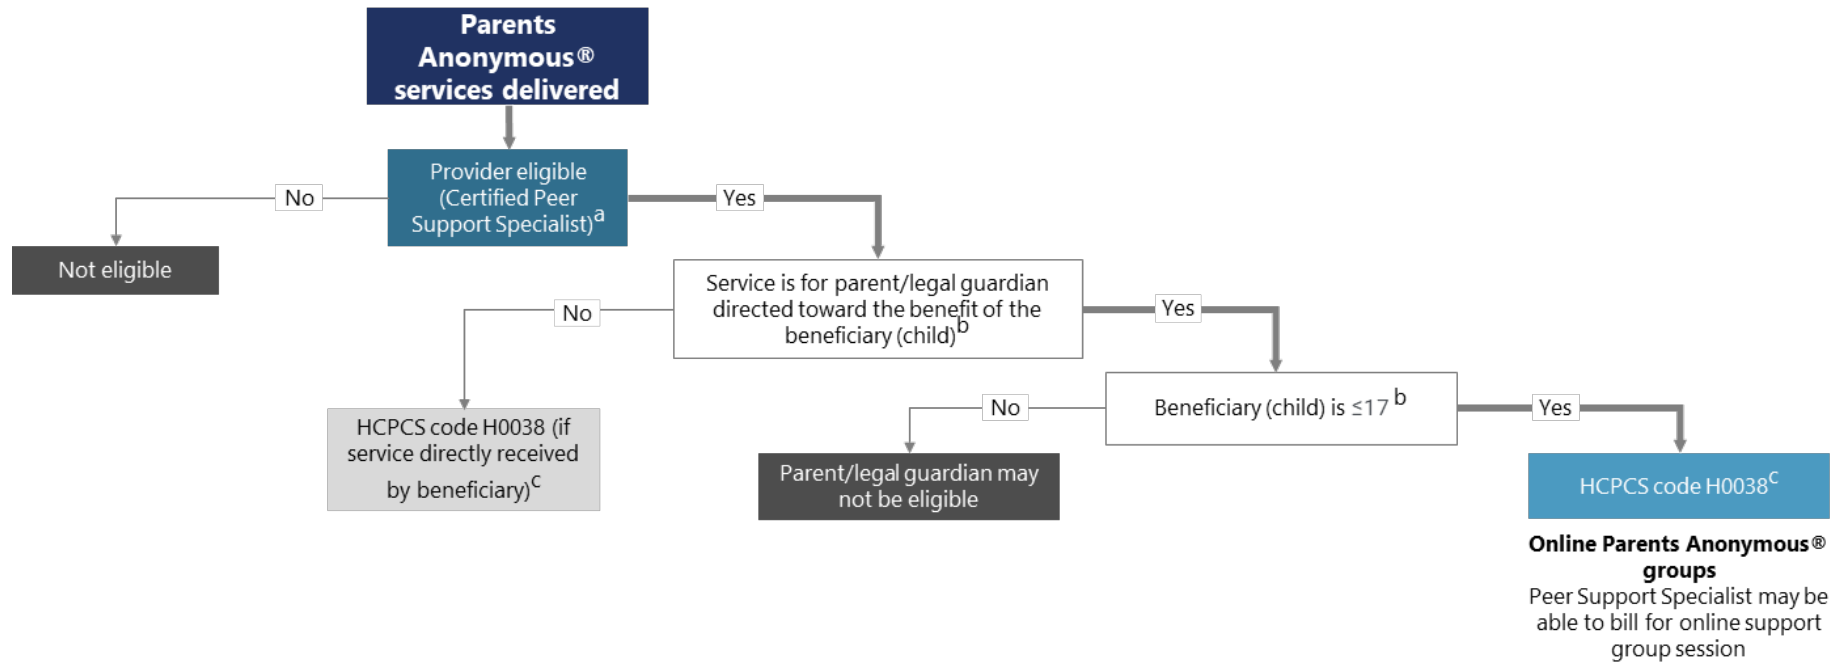 Parents
Anonymous®
services delivered
Provider eligible
(Certified Peer
Support Specialist)a
No
Yes
Not eligible
Service is for parent/legal guardian
directed toward the benefit of the
beneficiary (child)b
No
Yes
HCPCS code H0038 (if
service directly received
by beneficiary)c
Beneficiary (child) is ≤17 b
No
Yes
Parent/legal guardian may
not be eligible
HCPCS code H0038c
Online Parents Anonymous®
groups
Peer Support Specialist may be
able to bill for online support
group session